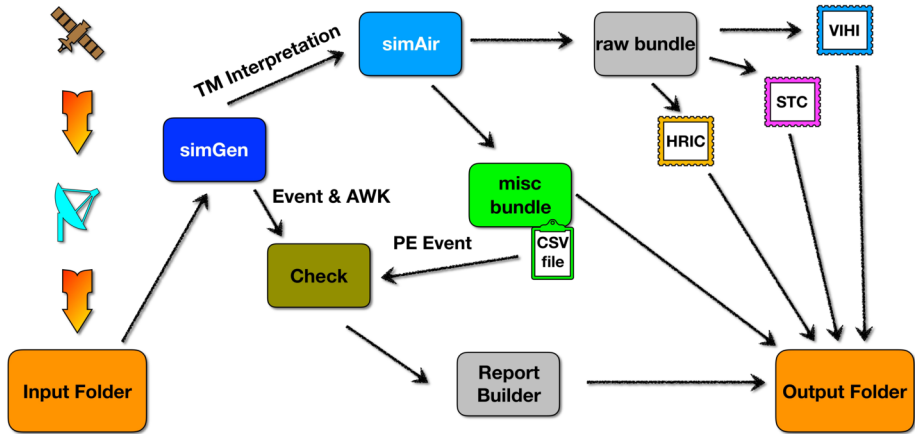 TM Interpretation
simAir
raw bundle
VIHI
STC
HRIC
simGen
Event & AWK
misc
bundle
CSV
file
PE Event
Check
Input Folder
Report
Builder
Output Folder